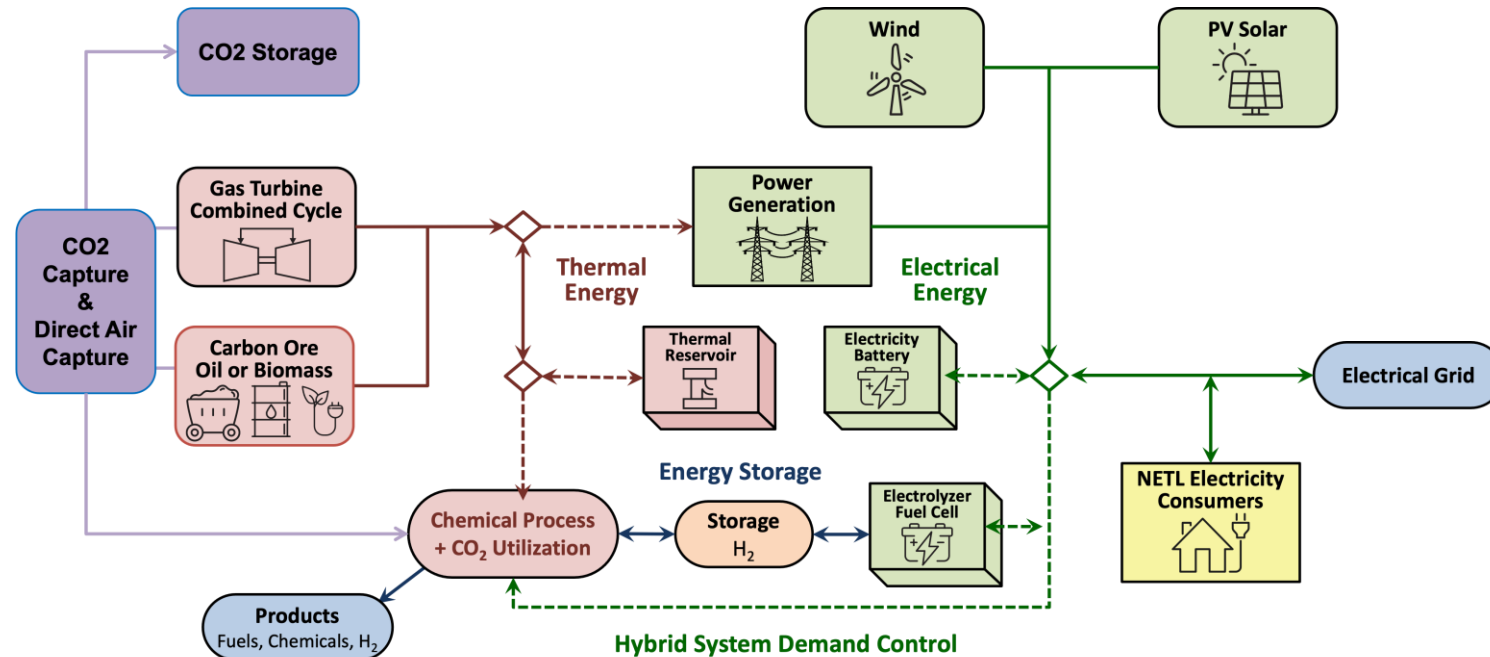 CO2 Storage
Wind
PV Solar
Gas Turbine
Combined Cycle
Power
Generation
CO2
Capture
&
Direct Air
Capture
Thermal
Energy
Electrical
Energy
Carbon Ore
Oil or Biomass
Thermal
Reservoir
Electricity
Battery
Electrical Grid
Energy Storage
NETL Electricity
Consumers
Chemical Process
+ CO₂ Utilization
Storage
H₂
Electrolyzer
Fuel Cell
Products
Fuels, Chemicals, H₂
Hybrid System Demand Control